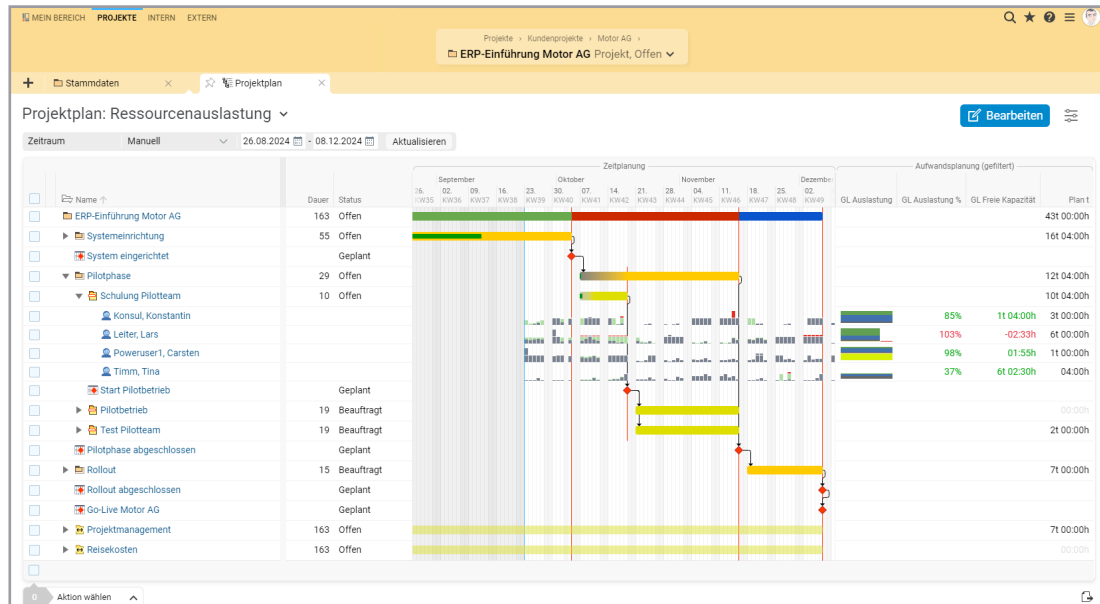 MEIN BEREICH PROJEKTE INTERN EXTERN
Projekte › Kundenprojekte › Motor AG ›
ERP-Einführung Motor AG Projekt, Offen
Stammdaten Projektplan
Projektplan: Ressourcenauslastung
Bearbeiten
Zeitraum Manuell 26.08.2024 - 08.12.2024 Aktualisieren
Zeitplanung Aufwandsplanung (gefiltert)
September Oktober November Dezember
26. 02. 09. 16. 23. 30. 07. 14. 21. 28. 04. 11. 18. 25. 02.
Name Dauer Status KW35 KW36 KW37 KW38 KW39 KW40 KW41 KW42 KW43 KW44 KW45 KW46 KW47 KW48 KW49 GL Auslastung GL Auslastung % GL Freie Kapazität Plan t
ERP-Einführung Motor AG 163 Offen 43t 00:00h
Systemeinrichtung 55 Offen 16t 04:00h
System eingerichtet Geplant
Pilotphase 29 Offen 12t 04:00h
Schulung Pilotteam 10 Offen 10t 04:00h
Konsul, Konstantin 85% 1t 04:00h 3t 00:00h
Leiter, Lars 103% -02:33h 6t 00:00h
Poweruser1, Carsten 98% 01:55h 1t 00:00h
Timm, Tina 37% 6t 02:30h 04:00h
Start Pilotbetrieb Geplant
Pilotbetrieb 19 Beauftragt 00:00h
Test Pilotteam 19 Beauftragt 2t 00:00h
Pilotphase abgeschlossen Geplant
Rollout 15 Beauftragt 7t 00:00h
Rollout abgeschlossen Geplant
Go-Live Motor AG Geplant
Projektmanagement 163 Offen 7t 00:00h
Reisekosten 163 Offen 00:00h
0 Aktion wählen